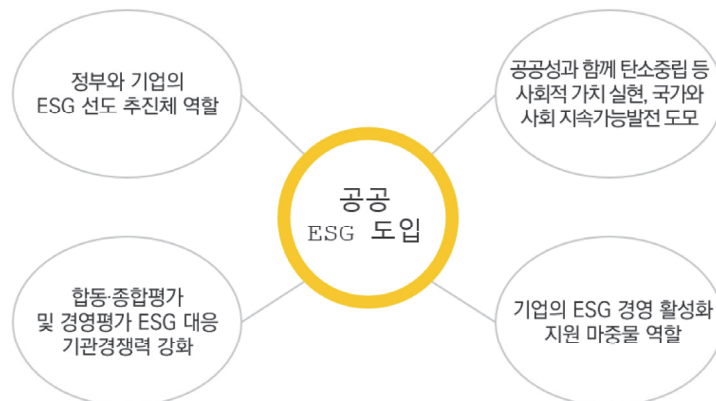 정부와 기업의
ESG 선도 추진체 역할
공공성과 함께 탄소중립 등
사회적 가치 실현, 국가와
사회 지속가능발전 도모
공공
ESG 도입
합동·종합평가
및 경영평가 ESG 대응
기관경쟁력 강화
기업의 ESG 경영 활성화
지원 마중물 역할